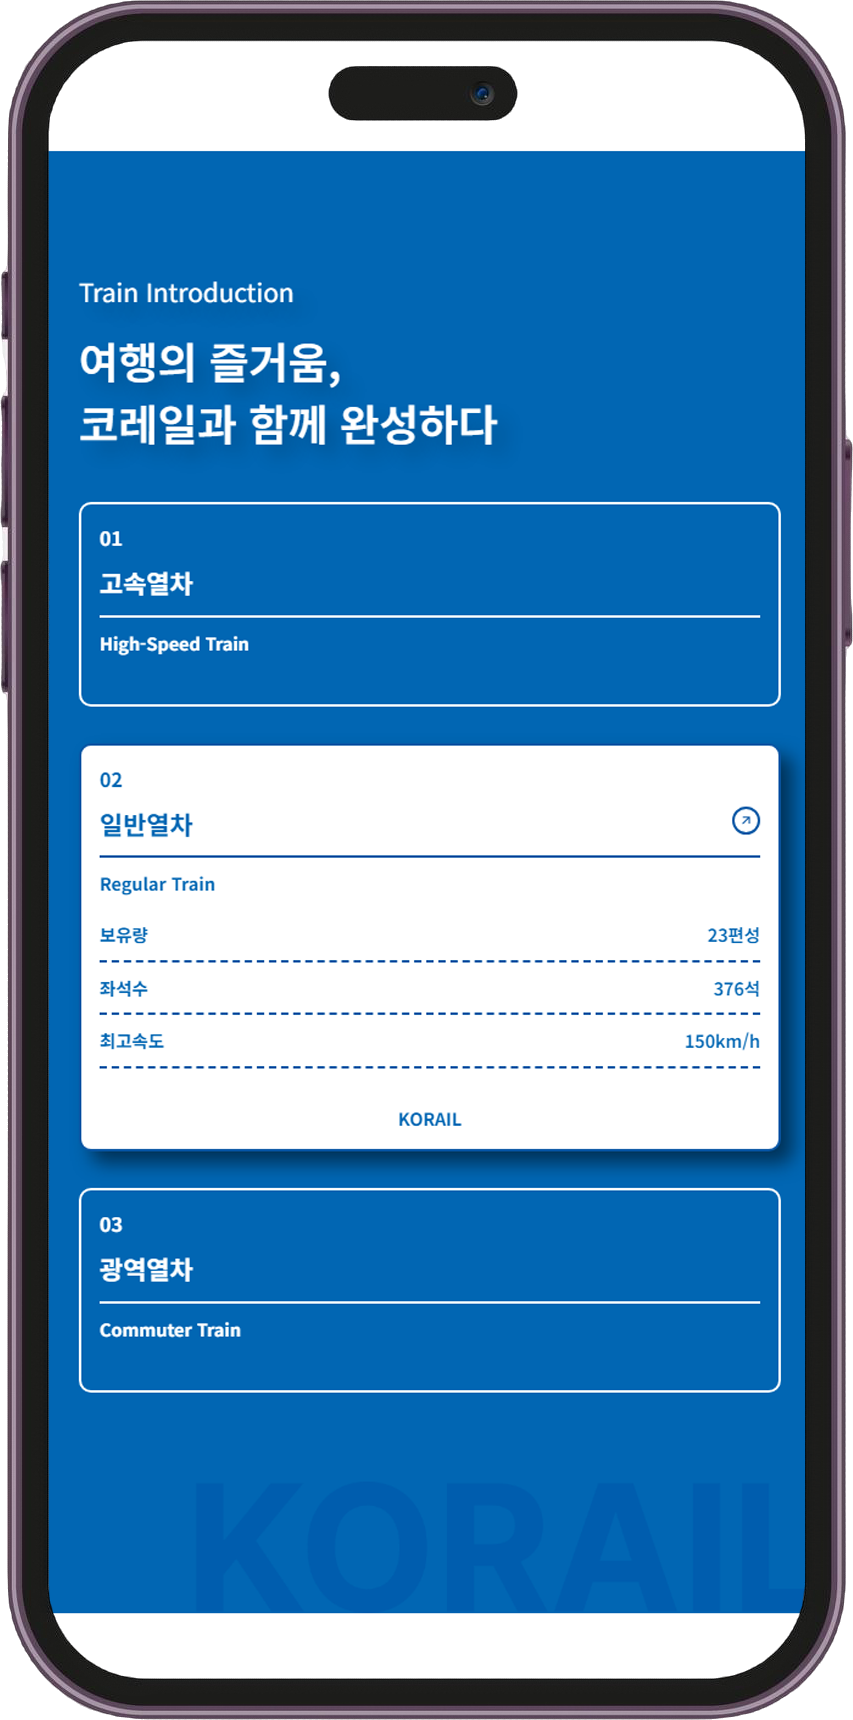 Train Introduction
여행의 즐거움,
코레일과 함께 완성하다
01
고속열차
High-Speed Train
02
일반열차
Regular Train
보유량 23편성
좌석수 376석
최고속도 150km/h
KORAIL
03
광역열차
Commuter Train
KORAIL